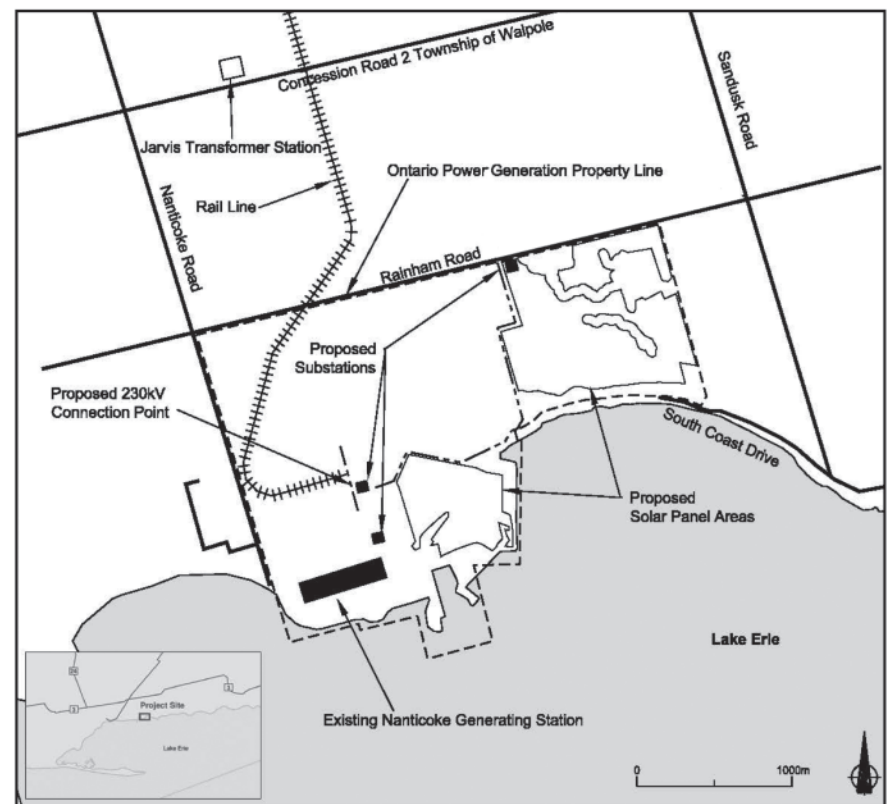 Concession Road 2 Township of Walpole
Sandusk Road
Jarvis Transformer Station
Ontario Power Generation Property Line
Rail Line
Nanticoke Road
Rainham Road
Proposed
Substations
Proposed 230kV
Connection Point
South Coast Drive
Proposed
Solar Panel Areas
Lake Erie
Existing Nanticoke Generating Station
3
3
Project Site
Lake Erie
0
1000m